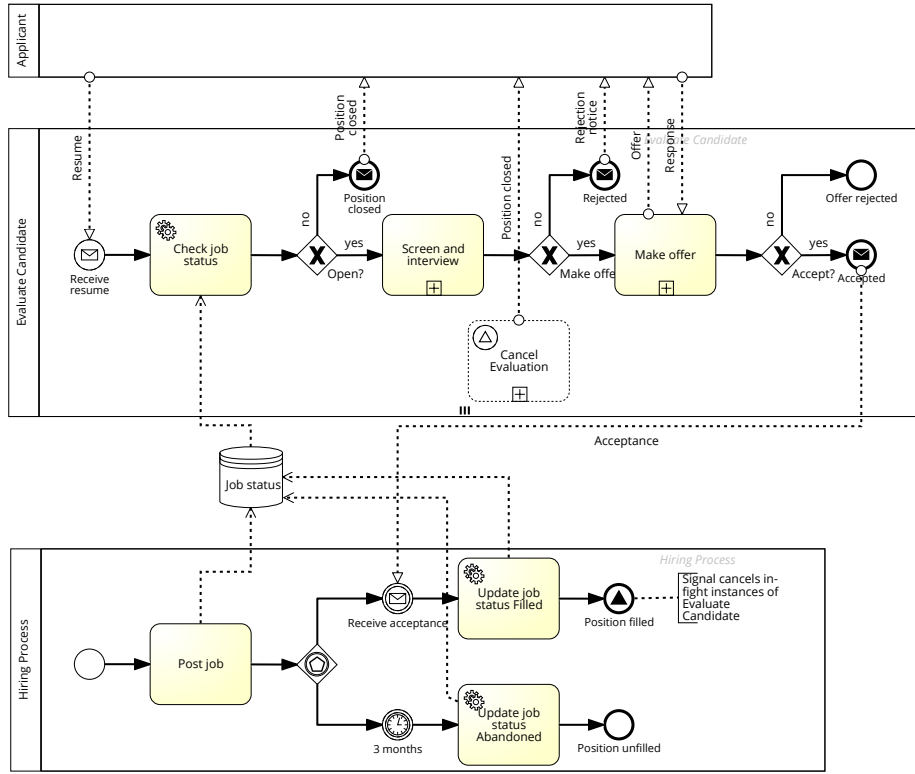 Applicant
Resume
Position
closed
Position closed
Rejection
notice
Offer
Response
Evaluate Candidate
Evaluate Candidate
Receive
resume
Check job
status
no
yes
Open?
Position
closed
Screen and
interview
no
yes
Make offe
Rejected
Make offer
no
yes
Accept?
Offer rejected
Accepted
Cancel
Evaluation
Acceptance
Job status
Hiring Process
Hiring Process
Post job
Receive acceptance
3 months
Update job
status Filled
Position filled
Signal cancels in-
fight instances of
Evaluate
Candidate
Update job
status
Abandoned
Position unfilled